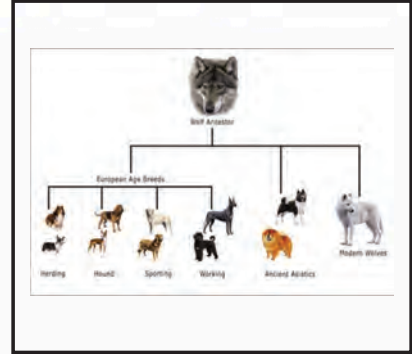 Wolf Ancestor
European Age Breeds
Herding
Hound
Sporting
Working
Ancient Asiatics
Modern Wolves